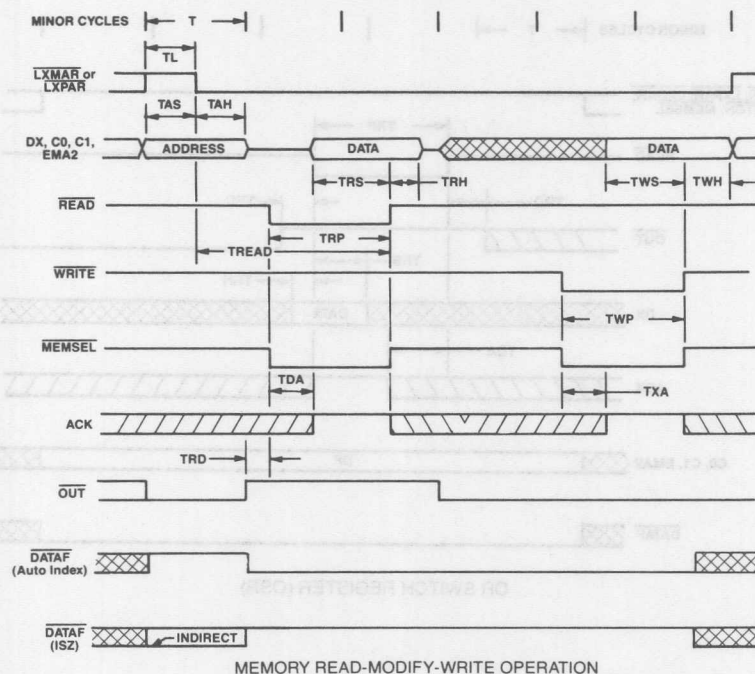 MINOR CYCLES
T
TL
LXMAR or
LXPAR
TAS
TAH
DX, C0, C1,
EMA2
ADDRESS
DATA
DATA
TRS
TRH
TWS
TWH
READ
TRP
TREAD
WRITE
TWP
MEMSEL
TDA
TXA
ACK
TRD
OUT
DATAF
(Auto Index)
DATAF
(ISZ)
INDIRECT
MEMORY READ-MODIFY-WRITE OPERATION